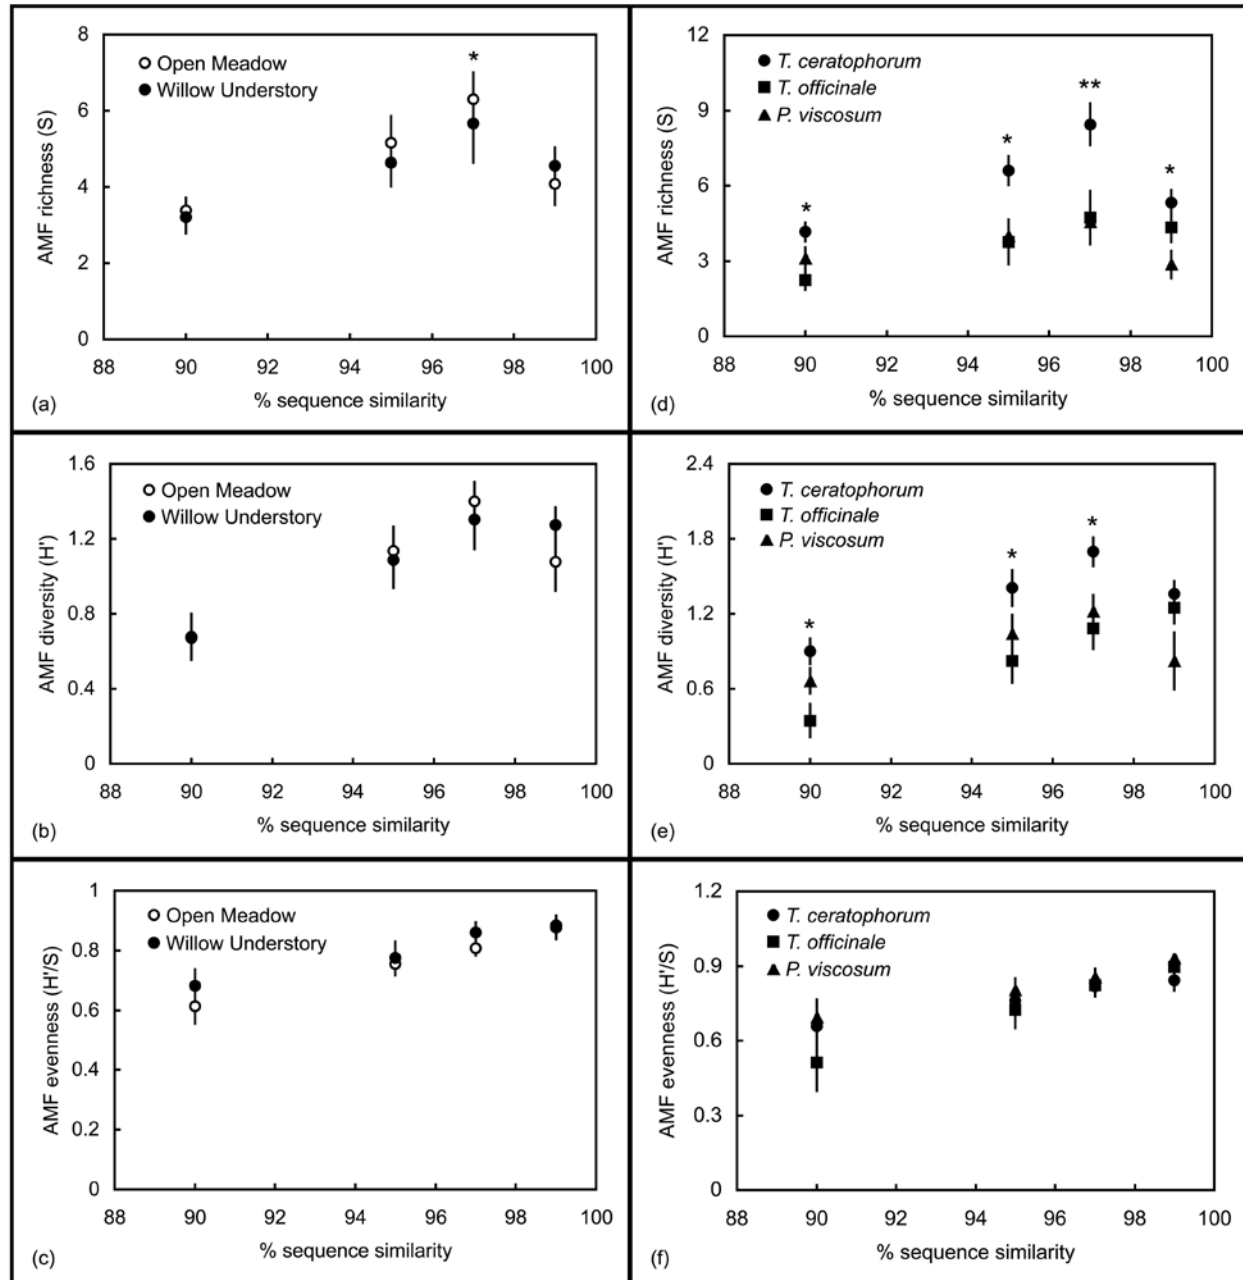 8
6
4
2
0
AMF richness (S)
Open Meadow
Willow Understory
*
88 90 92 94 96 98 100
% sequence similarity
(a)
12
9
6
3
0
AMF richness (S)
T. ceratophorum
T. officinale
P. viscosum
*
*
**
*
88 90 92 94 96 98 100
% sequence similarity
(d)
1.6
1.2
0.8
0.4
0
AMF diversity (H')
Open Meadow
Willow Understory
88 90 92 94 96 98 100
% sequence similarity
(b)
2.4
1.8
1.2
0.6
0
AMF diversity (H')
T. ceratophorum
T. officinale
P. viscosum
*
*
*
88 90 92 94 96 98 100
% sequence similarity
(e)
1
0.8
0.6
0.4
0.2
0
AMF evenness (H'/S)
Open Meadow
Willow Understory
88 90 92 94 96 98 100
% sequence similarity
(c)
1.2
0.9
0.6
0.3
0
AMF evenness (H'/S)
T. ceratophorum
T. officinale
P. viscosum
88 90 92 94 96 98 100
% sequence similarity
(f)